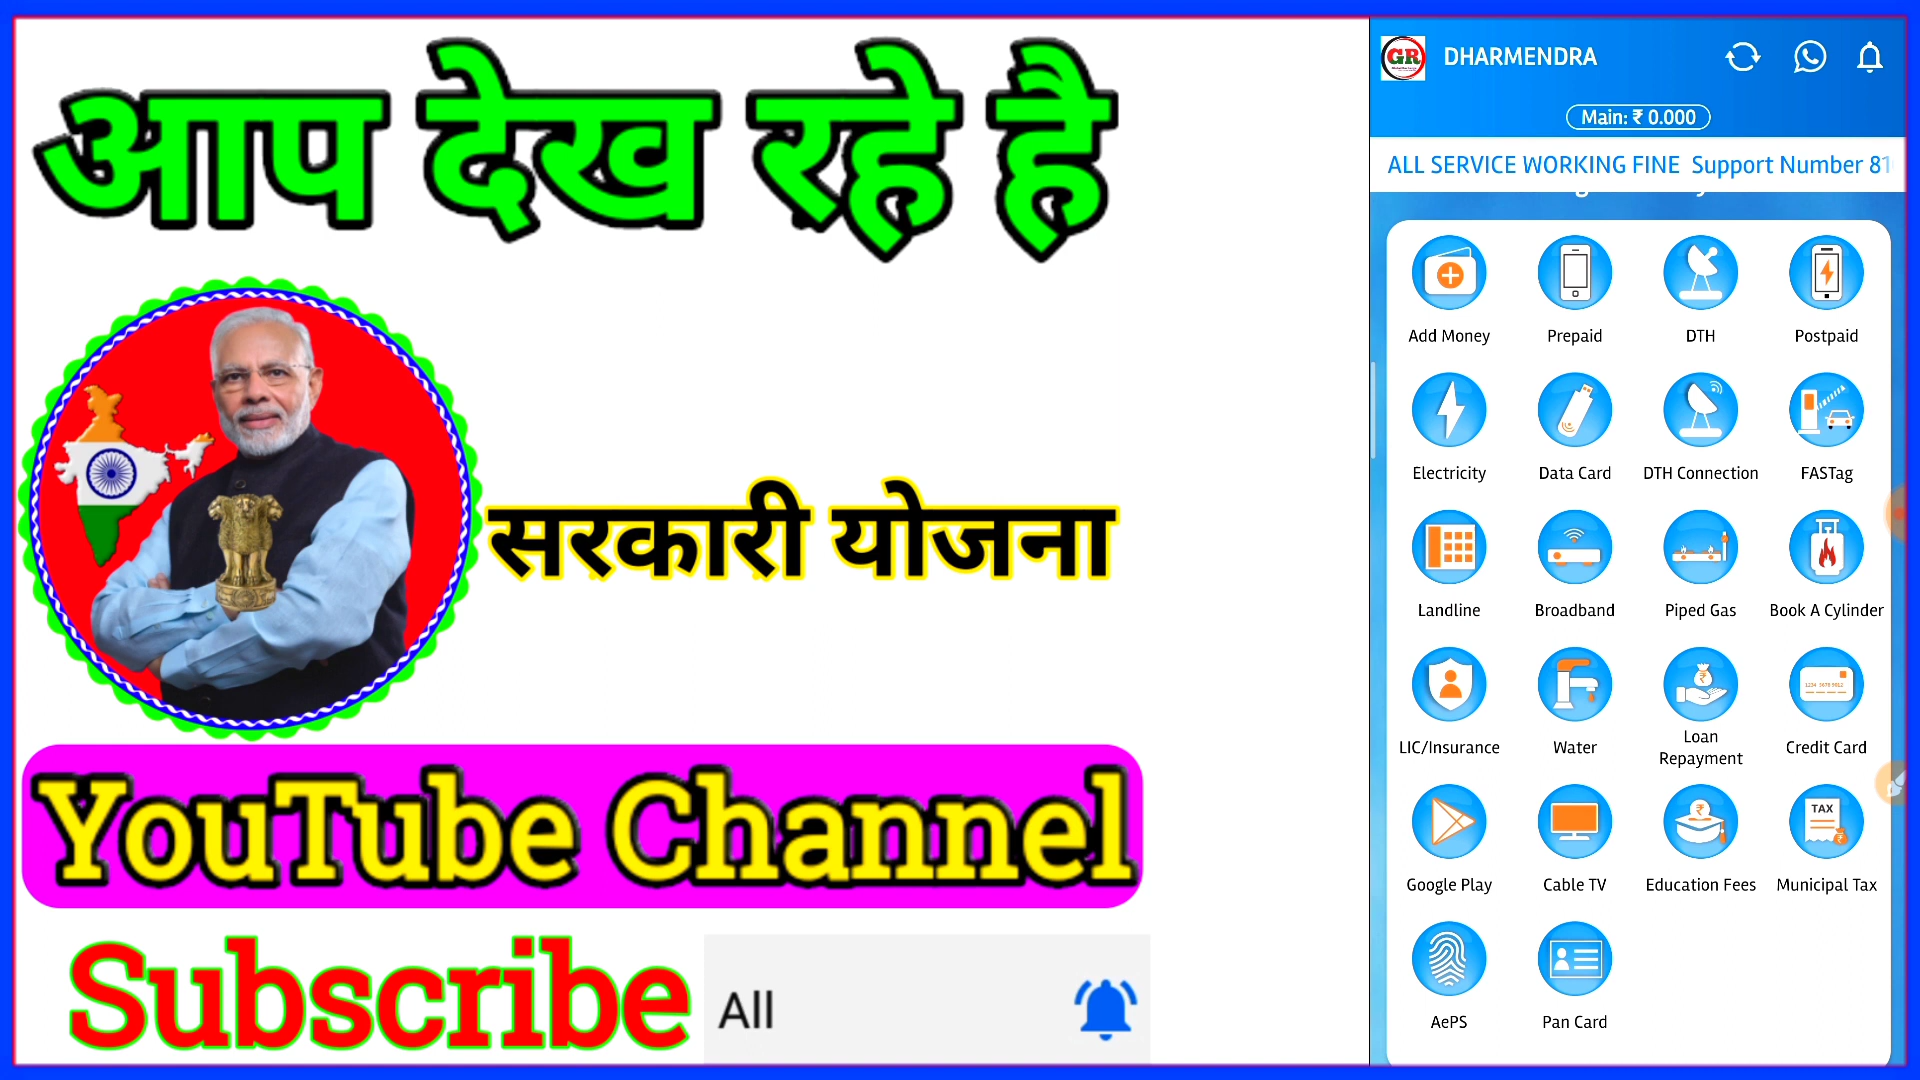 आप देख रहे है
सरकारी योजना
YouTube Channel
Subscribe
All
GR
DHARMENDRA
Main: ₹ 0.000
ALL SERVICE WORKING FINE Support Number 81
Add Money
Prepaid
DTH
Postpaid
Electricity
Data Card
DTH Connection
FASTag
Landline
Broadband
Piped Gas
Book A Cylinder
LIC/Insurance
Water
Loan
Repayment
Credit Card
TAX
Google Play
Cable TV
Education Fees
Municipal Tax
AePS
Pan Card